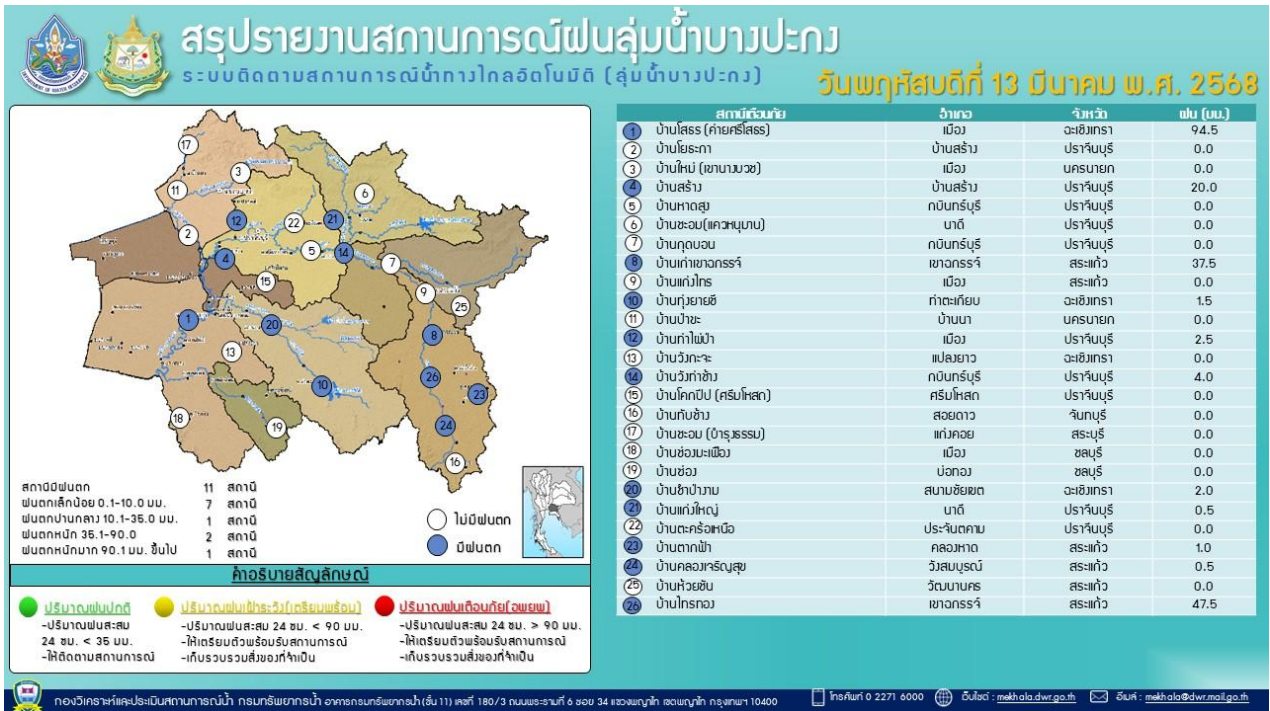 สรุปรายงานสถานการณ์ฝนลุ่มน้ำบางปะกง
ระบบติดตามสถานการณ์น้ำทางไกลอัตโนมัติ (ลุ่มน้ำบางปะกง)
วันพฤหัสบดีที่ 13 มีนาคม พ.ศ. 2568
สถานีเตือนภัย อำเภอ จังหวัด ฝน (มม.)
1 บ้านโสธร (ค่ายศรีโสธร) เมือง ฉะเชิงเทรา 94.5
2 บ้านโยธะกา บ้านสร้าง ปราจีนบุรี 0.0
3 บ้านใหม่ (เขานางบวช) เมือง นครนายก 0.0
4 บ้านสร้าง บ้านสร้าง ปราจีนบุรี 20.0
5 บ้านหาดสูง กบินทร์บุรี ปราจีนบุรี 0.0
6 บ้านซะอม(แควหนุมาน) นาดี ปราจีนบุรี 0.0
7 บ้านกุดบอน กบินทร์บุรี ปราจีนบุรี 0.0
8 บ้านเก่าเขาฉกรรจ์ เขาฉกรรจ์ สระแก้ว 37.5
9 บ้านแก่งไทร เมือง สระแก้ว 0.0
10 บ้านทุ่งยายชี ท่าตะเกียบ ฉะเชิงเทรา 1.5
11 บ้านป่าขะ บ้านนา นครนายก 0.0
12 บ้านท่าไผ่ป่า เมือง ปราจีนบุรี 2.5
13 บ้านวังกะจะ แปลงยาว ฉะเชิงเทรา 0.0
14 บ้านวังท่าช้าง กบินทร์บุรี ปราจีนบุรี 4.0
15 บ้านโคกปีป (ศรีมโหสถ) ศรีมโหสถ ปราจีนบุรี 0.0
16 บ้านทับช้าง สอยดาว จันทบุรี 0.0
17 บ้านซะอม (บำรุงธรรม) แก่งคอย สระบุรี 0.0
18 บ้านช่องมะเฟือง เมือง ชลบุรี 0.0
19 บ้านช่อง บ่อทอง ชลบุรี 0.0
20 บ้านชำป่างาม สนามชัยเขต ฉะเชิงเทรา 2.0
21 บ้านแก่งใหญ่ นาดี ปราจีนบุรี 0.5
22 บ้านตะคร้อเหนือ ประจันตคาม ปราจีนบุรี 0.0
23 บ้านตากฟ้า คลองหาด สระแก้ว 1.0
24 บ้านคลองเจริญสุข วังสมบูรณ์ สระแก้ว 0.5
25 บ้านห้วยชัน วัฒนานคร สระแก้ว 0.0
26 บ้านไทรทอง เขาฉกรรจ์ สระแก้ว 47.5
17
3
6
11
12
22
21
2
5
14
4
7
15
9
25
1
20
8
13
26
10
23
18
19
24
16
สถานีมีฝนตก 11 สถานี
ฝนตกเล็กน้อย 0.1-10.0 มม. 7 สถานี
ฝนตกปานกลาง 10.1-35.0 มม. 1 สถานี
ฝนตกหนัก 35.1-90.0 2 สถานี
ฝนตกหนักมาก 90.1 มม. ขึ้นไป 1 สถานี
ไม่มีฝนตก
มีฝนตก
คำอธิบายสัญลักษณ์
ปริมาณฝนปกติ
-ปริมาณฝนสะสม
24 ชม. < 35 มม.
-ให้ติดตามสถานการณ์
ปริมาณฝนเฝ้าระวัง(เตรียมพร้อม)
-ปริมาณฝนสะสม 24 ชม. < 90 มม.
-ให้เตรียมตัวพร้อมรับสถานการณ์
-เก็บรวบรวมสิ่งของที่จำเป็น
ปริมาณฝนเตือนภัย(อพยพ)
-ปริมาณฝนสะสม 24 ชม. > 90 มม.
-ให้เตรียมตัวพร้อมรับสถานการณ์
-เก็บรวบรวมสิ่งของที่จำเป็น
กองวิเคราะห์และประเมินสถานการณ์น้ำ กรมทรัพยากรน้ำ อาคารกรมทรัพยากรน้ำ (ชั้น 11) เลขที่ 180/3 ถนนพระรามที่ 6 ซอย 34 แขวงพญาไท เขตพญาไท กรุงเทพฯ 10400
โทรศัพท์ 0 2271 6000 เว็บไซต์ : mekhala.dwr.go.th อีเมล์ : mekhala@dwr.mail.go.th